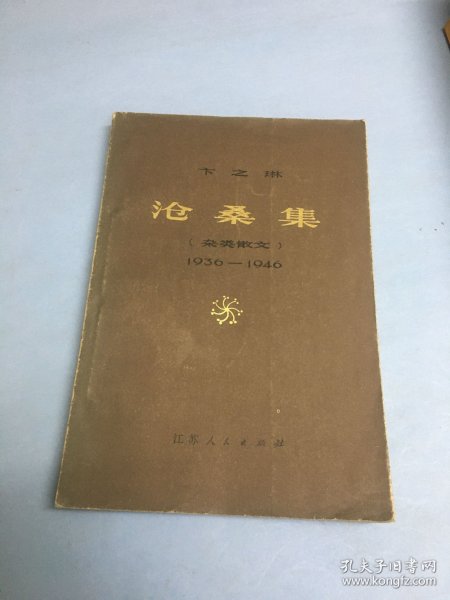 卞之琳
沧桑集
(杂类散文)
1936—1946
江苏人民出版社
孔夫子旧书网
www.kongfz.com